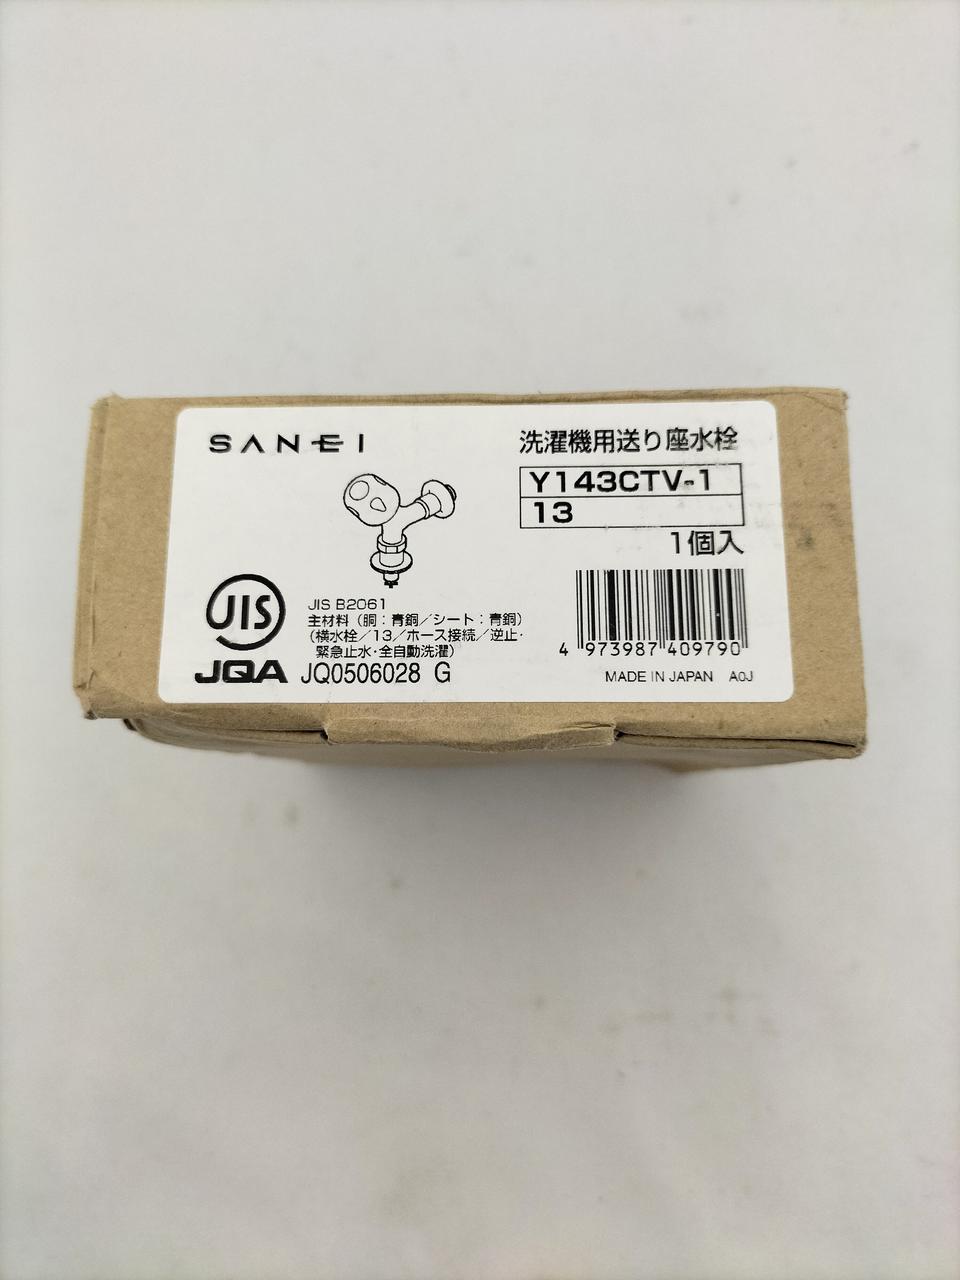 SANEI
洗濯機用送り座水栓
Y143CTV-1
13
1個入
JIS
JQA
JIS B2061
主材料（胴：青銅／シート：青銅）
（横水栓／13／ホース接続／逆止・
緊急止水・全自動洗濯）
JQ0506028 G
4 973987 409790
MADE IN JAPAN A0J